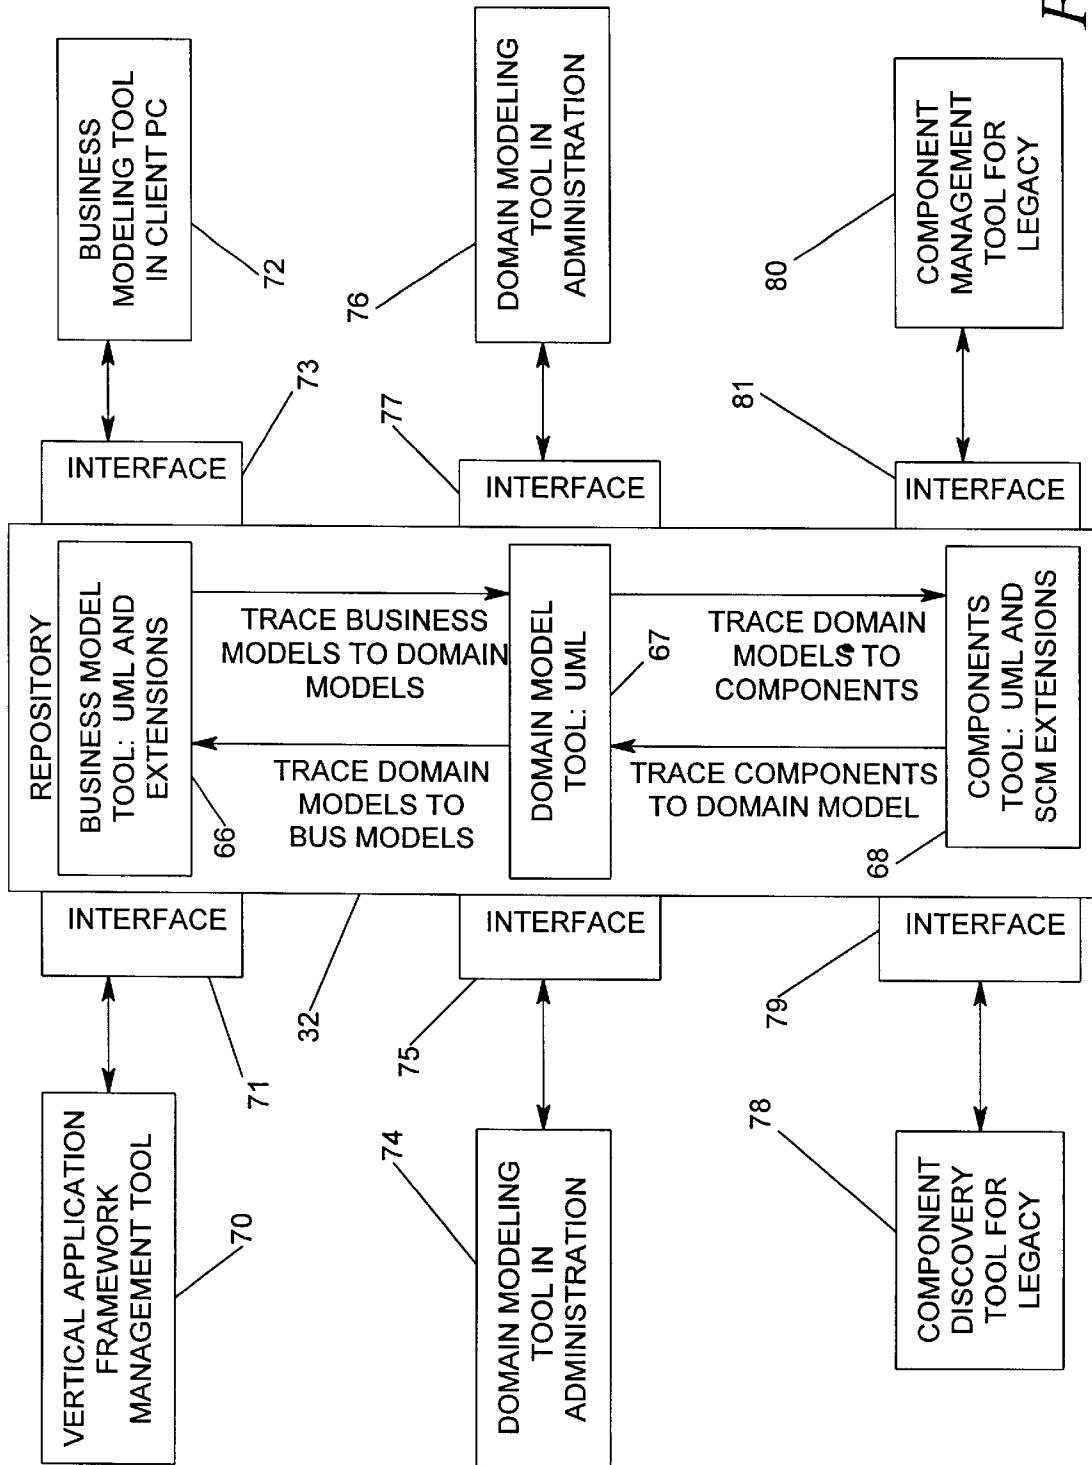 VERTICAL APPLICATION
FRAMEWORK
MANAGEMENT TOOL
70
71
INTERFACE
REPOSITORY
BUSINESS MODEL
TOOL: UML AND
EXTENSIONS
66
INTERFACE
73
BUSINESS
MODELING TOOL
IN CLIENT PC
72
32
TRACE DOMAIN
MODELS TO
BUS MODELS
TRACE BUSINESS
MODELS TO DOMAIN
MODELS
DOMAIN MODELING
TOOL IN
ADMINISTRATION
74
75
INTERFACE
DOMAIN MODEL
TOOL: UML
67
INTERFACE
77
DOMAIN MODELING
TOOL IN
ADMINISTRATION
76
TRACE COMPONENTS
TO DOMAIN MODEL
TRACE DOMAIN
MODELS TO
COMPONENTS
COMPONENT
DISCOVERY
TOOL FOR
LEGACY
78
79
INTERFACE
68
COMPONENTS
TOOL: UML AND
SCM EXTENSIONS
INTERFACE
81
COMPONENT
MANAGEMENT
TOOL FOR
LEGACY
80